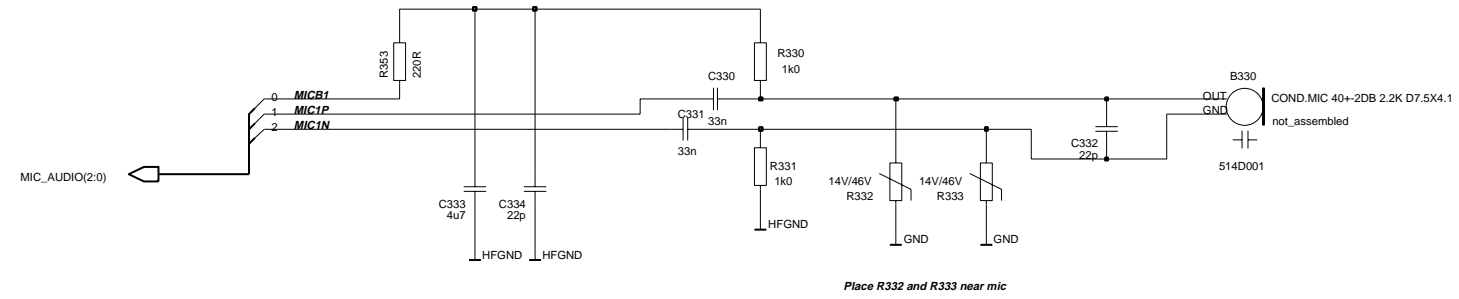 R353
220R
R330
1k0
C330
33n
B330
OUT
GND
COND.MIC 40+-2DB 2.2K D7.5X4.1
not_assembled
514D001
0 MICB1
1 MIC1P
2 MIC1N
C331
33n
C332
22p
MIC_AUDIO(2:0)
R331
1k0
14V/46V
R332
14V/46V
R333
C333
4u7
C334
22p
HFGND
GND
GND
HFGND
HFGND
Place R332 and R333 near mic